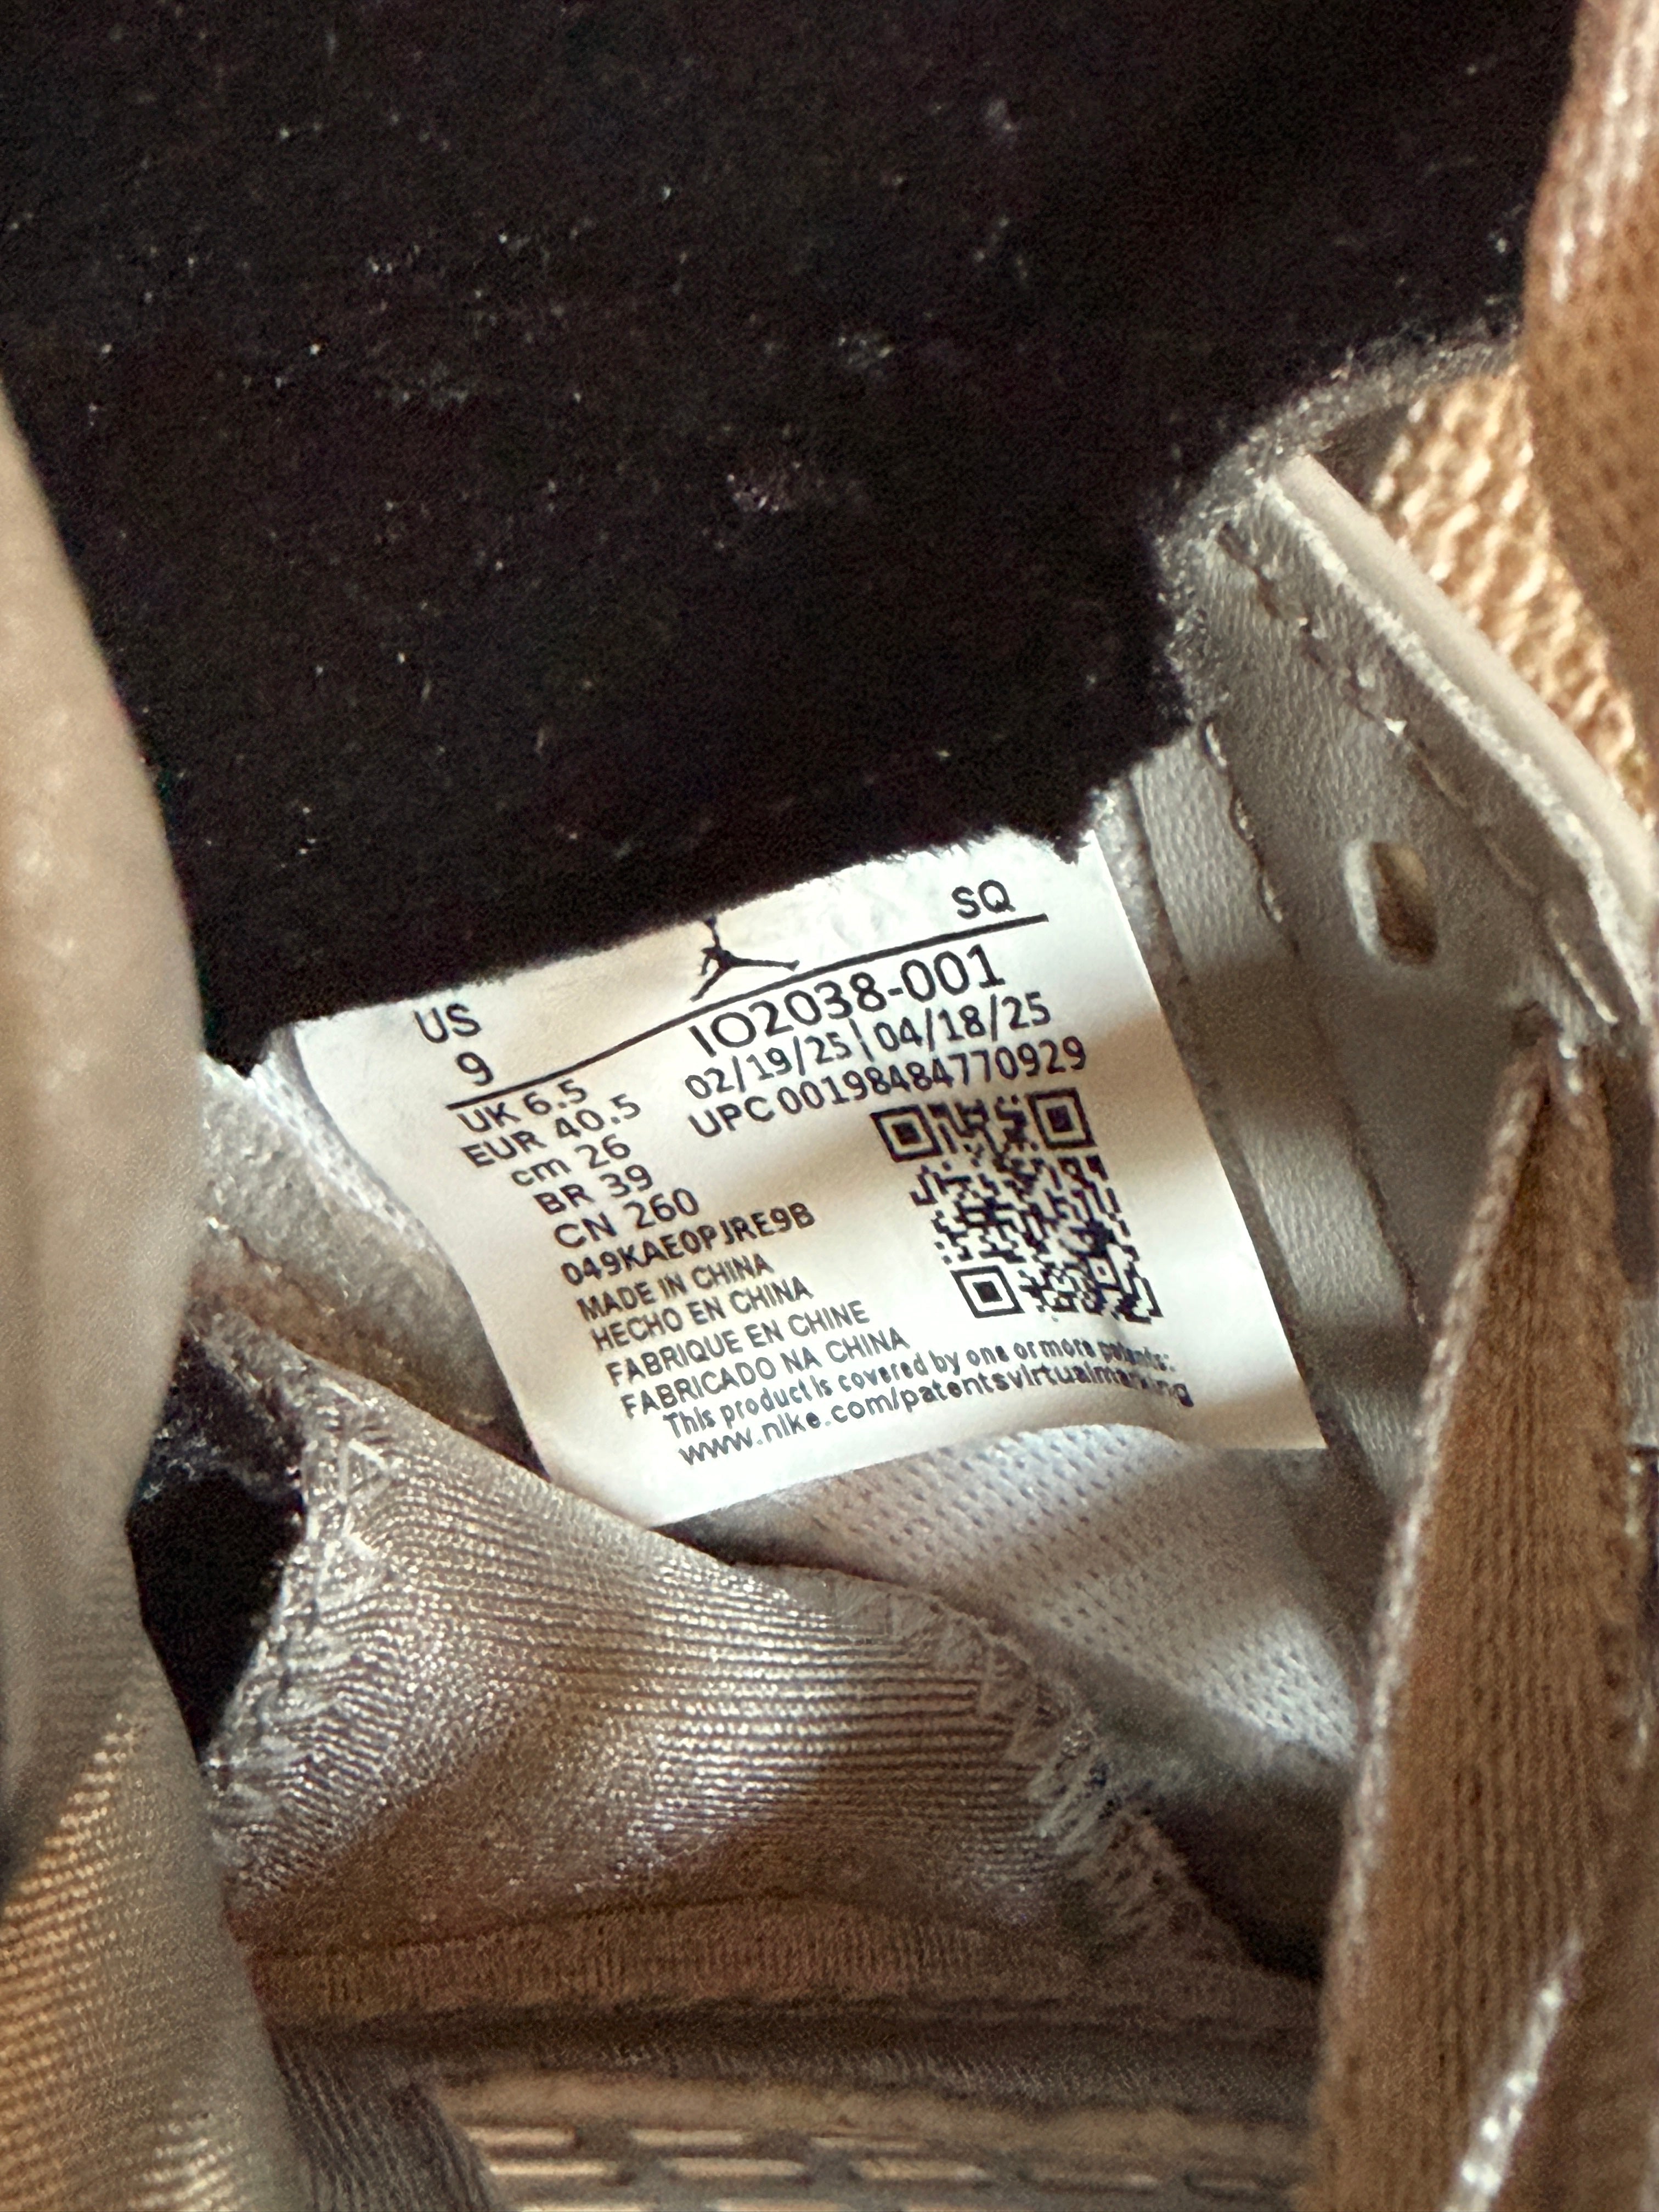 SQ
US
9
IO2038-001
02/19/25\04/18/25
UPC 00198484770929
UK 6.5
EUR 40.5
cm 26
BR 39
CN 260
049KAE0PJRE9B
MADE IN CHINA
HECHO EN CHINA
FABRIQUE EN CHINE
FABRICADO NA CHINA
This product is covered by one or more patents:
www.nike.com/patentsvirtualmarking